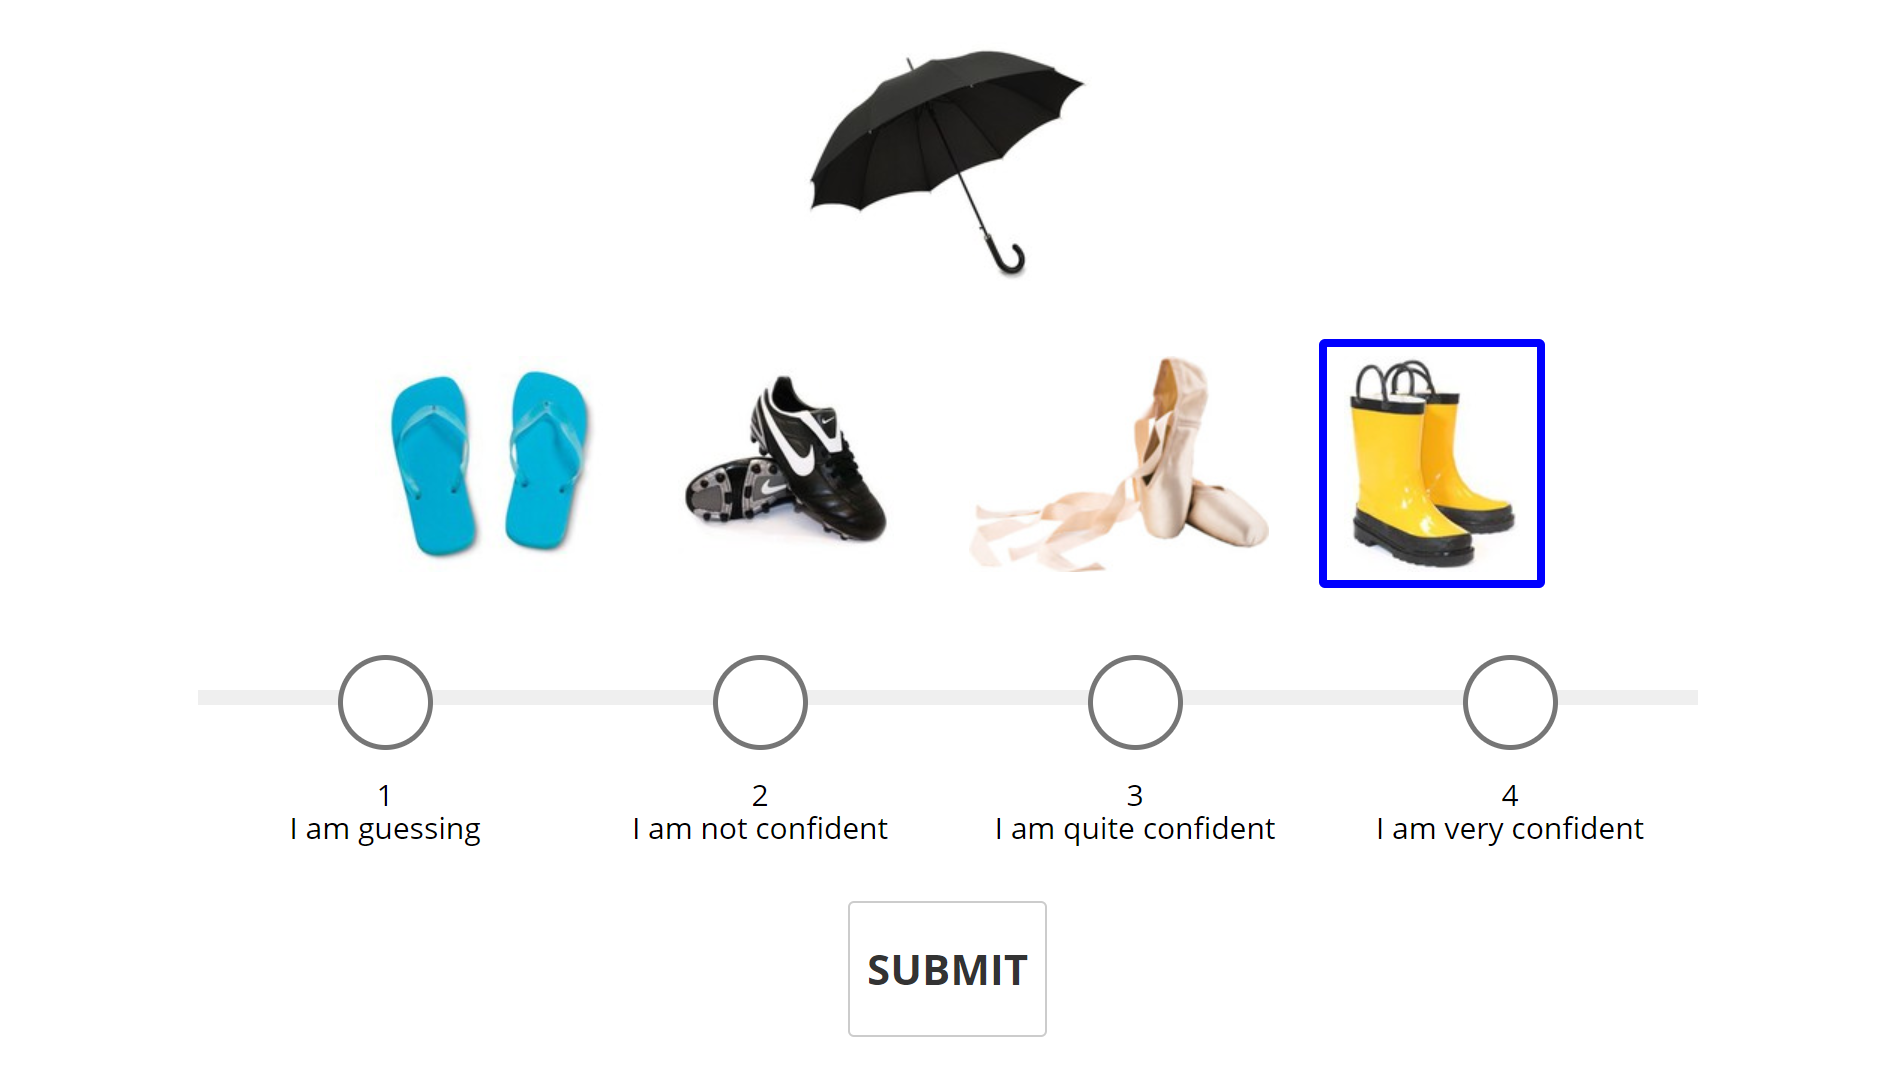 1
I am guessing
2
I am not confident
3
I am quite confident
4
I am very confident
SUBMIT